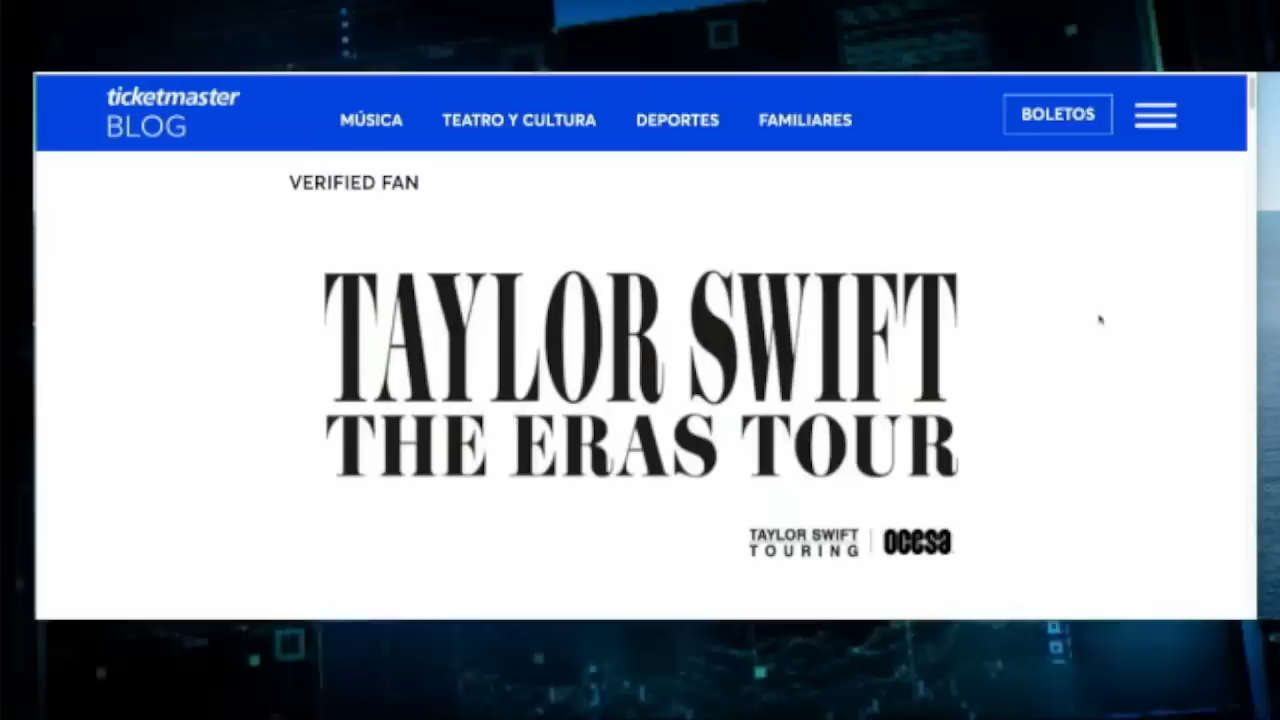 ticketmaster
BLOG
MÚSICA TEATRO Y CULTURA DEPORTES FAMILIARES BOLETOS
VERIFIED FAN
TAYLOR SWIFT
THE ERAS TOUR
TAYLOR SWIFT
TOURING
ocesa